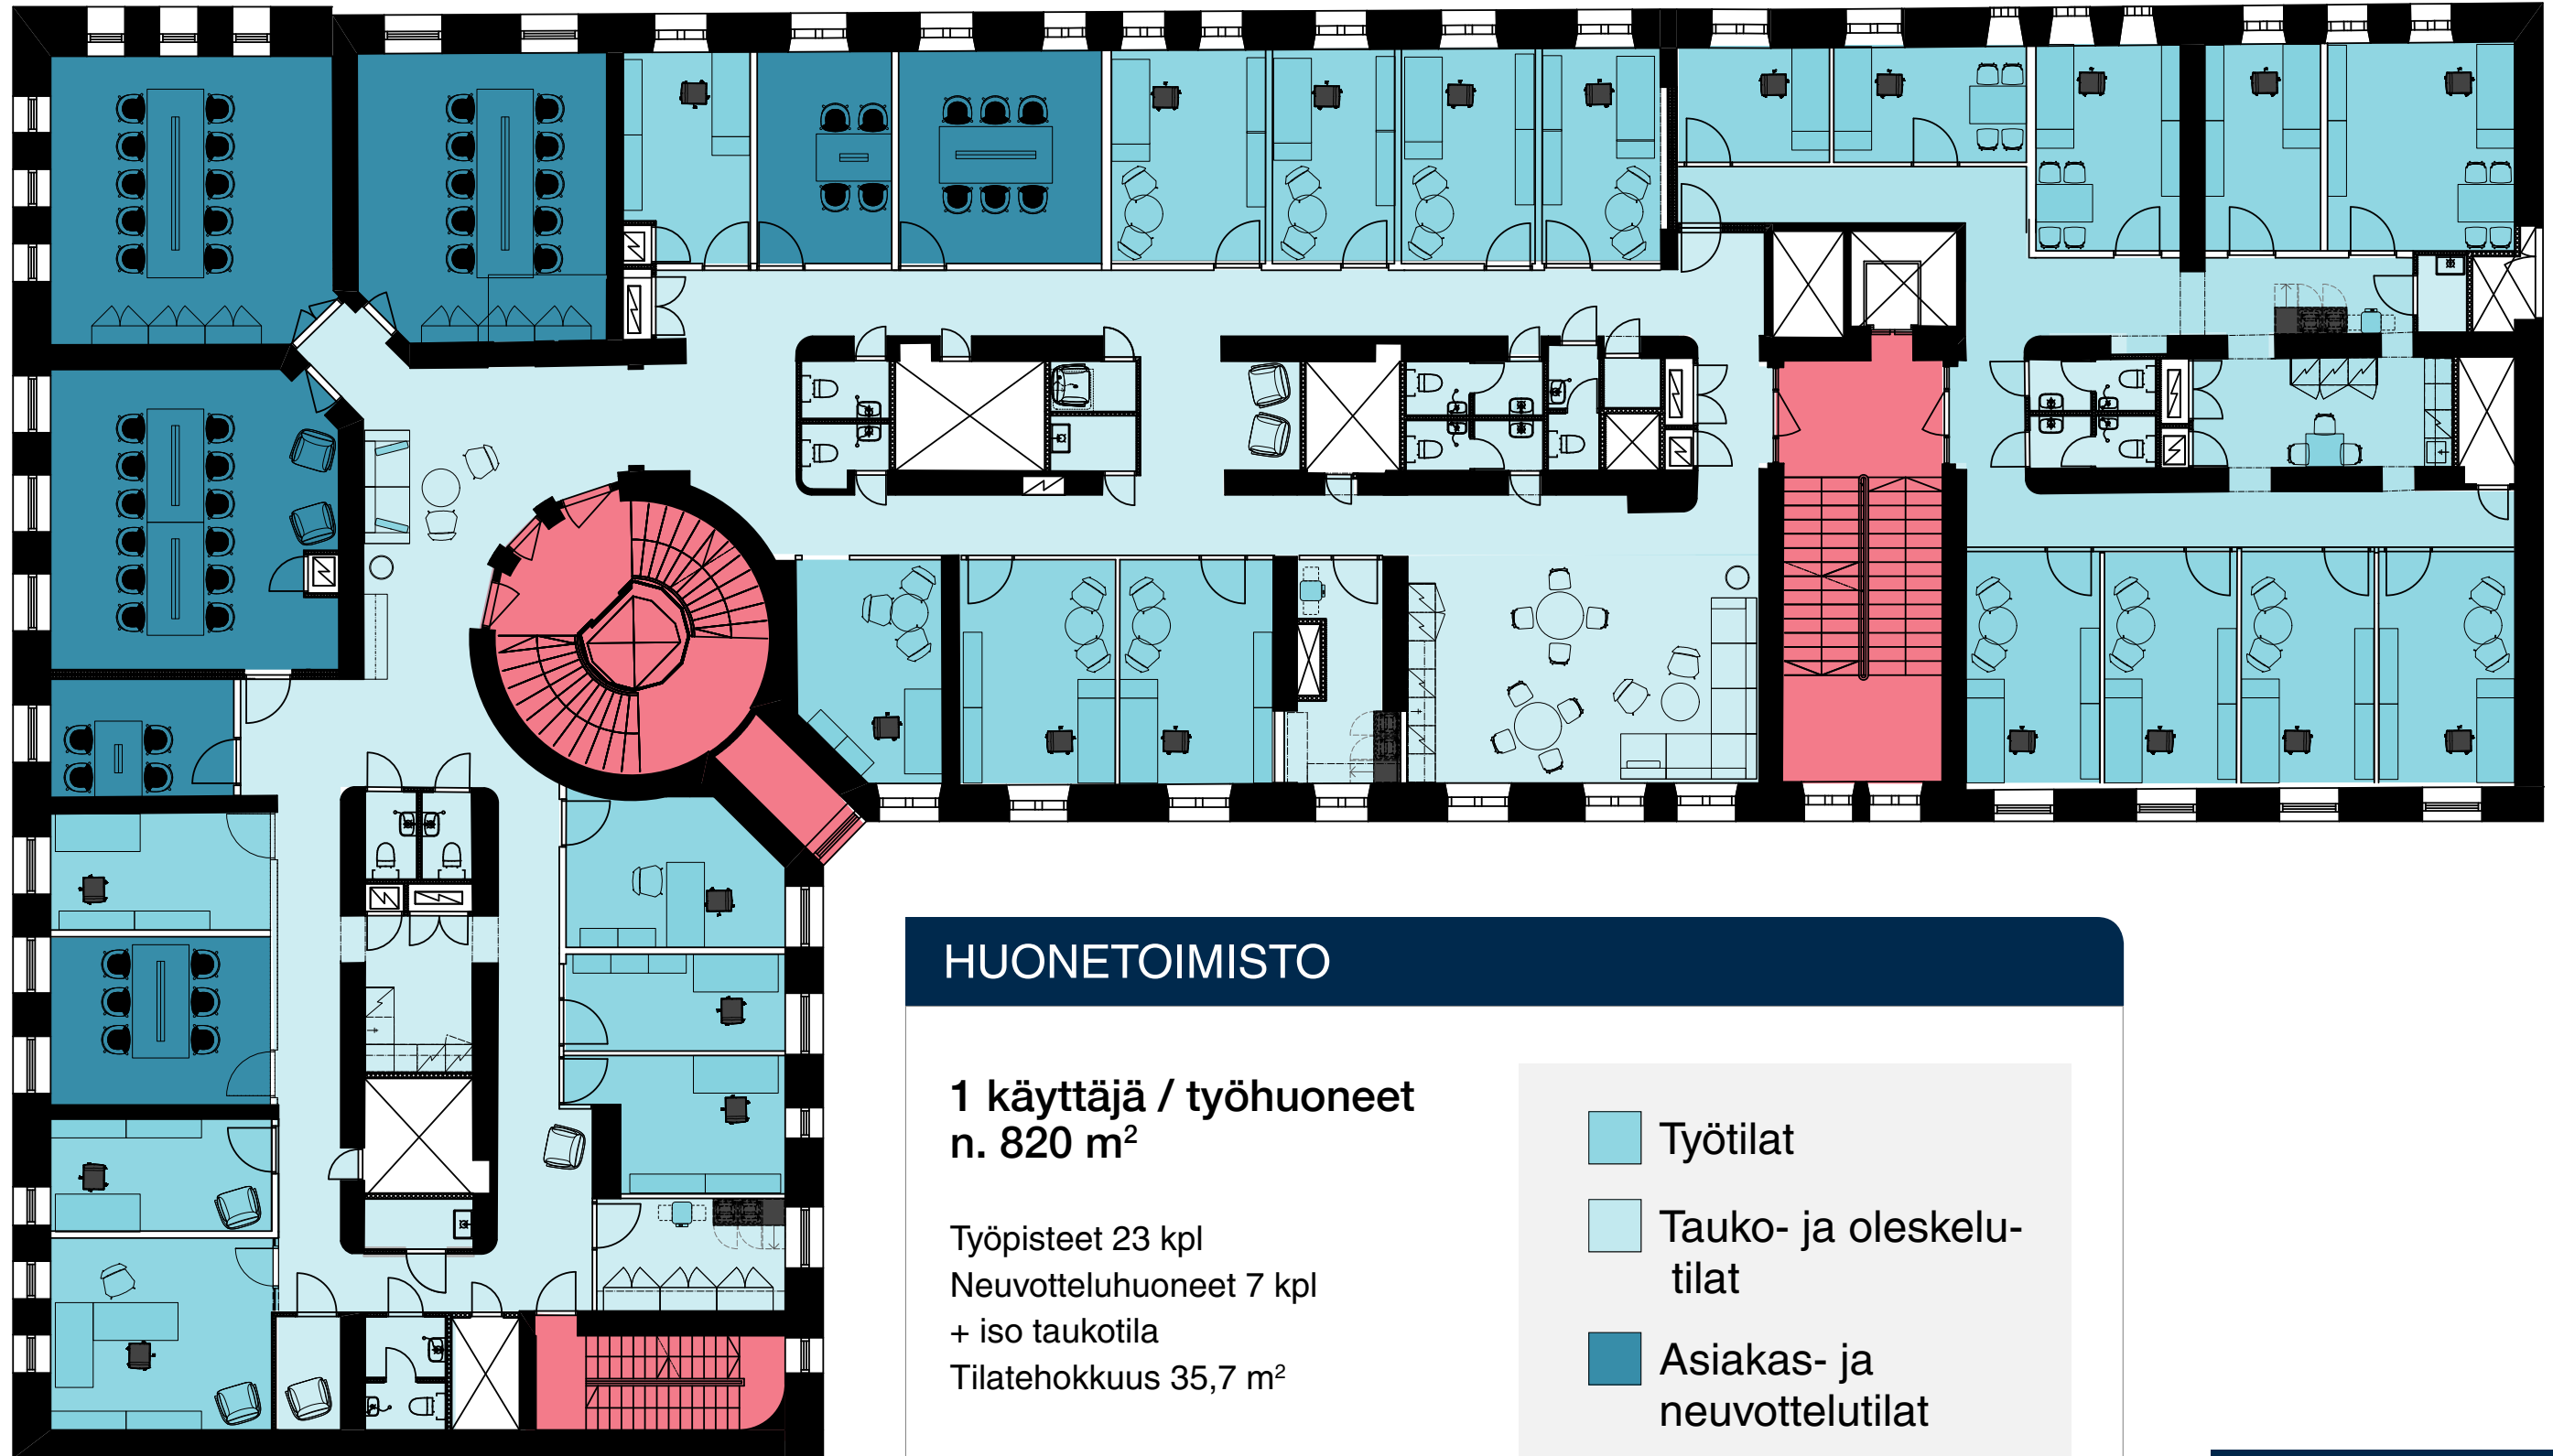 HUONETOIMISTO
1 käyttäjä / työhuoneet
n. 820 m²
Työpisteet 23 kpl
Neuvotteluhuoneet 7 kpl
+ iso taukotila
Tilatehokkuus 35,7 m²
Työtilat
Tauko- ja oleskelu-
tilat
Asiakas- ja
neuvottelutilat